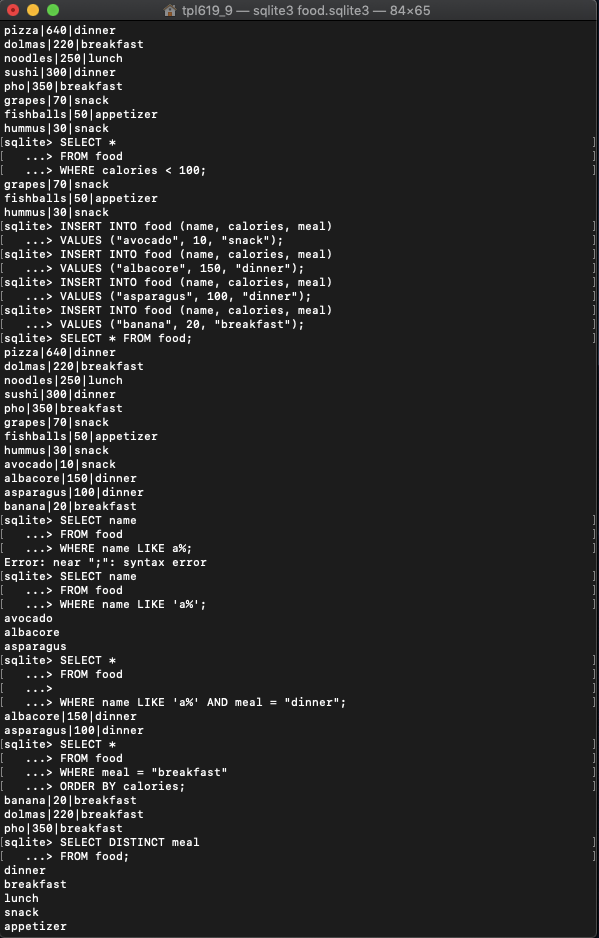 tpl619_9 — sqlite3 food.sqlite3 — 84×65
pizza|640|dinner
dolmas|220|breakfast
noodles|250|lunch
sushi|300|dinner
pho|350|breakfast
grapes|70|snack
fishballs|50|appetizer
hummus|30|snack
[sqlite> SELECT * ]
[   ...> FROM food ]
[   ...> WHERE calories < 100; ]
grapes|70|snack
fishballs|50|appetizer
hummus|30|snack
[sqlite> INSERT INTO food (name, calories, meal) ]
[   ...> VALUES ("avocado", 10, "snack"); ]
[sqlite> INSERT INTO food (name, calories, meal) ]
[   ...> VALUES ("albacore", 150, "dinner"); ]
[sqlite> INSERT INTO food (name, calories, meal) ]
[   ...> VALUES ("asparagus", 100, "dinner"); ]
[sqlite> INSERT INTO food (name, calories, meal) ]
[   ...> VALUES ("banana", 20, "breakfast"); ]
[sqlite> SELECT * FROM food; ]
pizza|640|dinner
dolmas|220|breakfast
noodles|250|lunch
sushi|300|dinner
pho|350|breakfast
grapes|70|snack
fishballs|50|appetizer
hummus|30|snack
avocado|10|snack
albacore|150|dinner
asparagus|100|dinner
banana|20|breakfast
[sqlite> SELECT name ]
[   ...> FROM food ]
[   ...> WHERE name LIKE a%; ]
Error: near ";": syntax error
[sqlite> SELECT name ]
[   ...> FROM food ]
[   ...> WHERE name LIKE 'a%'; ]
avocado
albacore
asparagus
[sqlite> SELECT * ]
[   ...> FROM food ]
[   ...> ]
[   ...> WHERE name LIKE 'a%' AND meal = "dinner"; ]
albacore|150|dinner
asparagus|100|dinner
[sqlite> SELECT * ]
[   ...> FROM food ]
[   ...> WHERE meal = "breakfast" ]
[   ...> ORDER BY calories; ]
banana|20|breakfast
dolmas|220|breakfast
pho|350|breakfast
[sqlite> SELECT DISTINCT meal ]
[   ...> FROM food; ]
dinner
breakfast
lunch
snack
appetizer